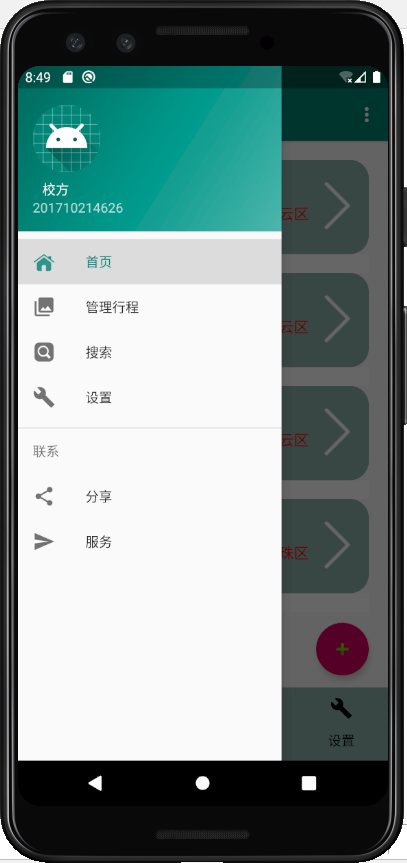 8:49
校方
201710214626
首页
管理行程
搜索
设置
联系
分享
服务
云区
云区
云区
珠区
设置